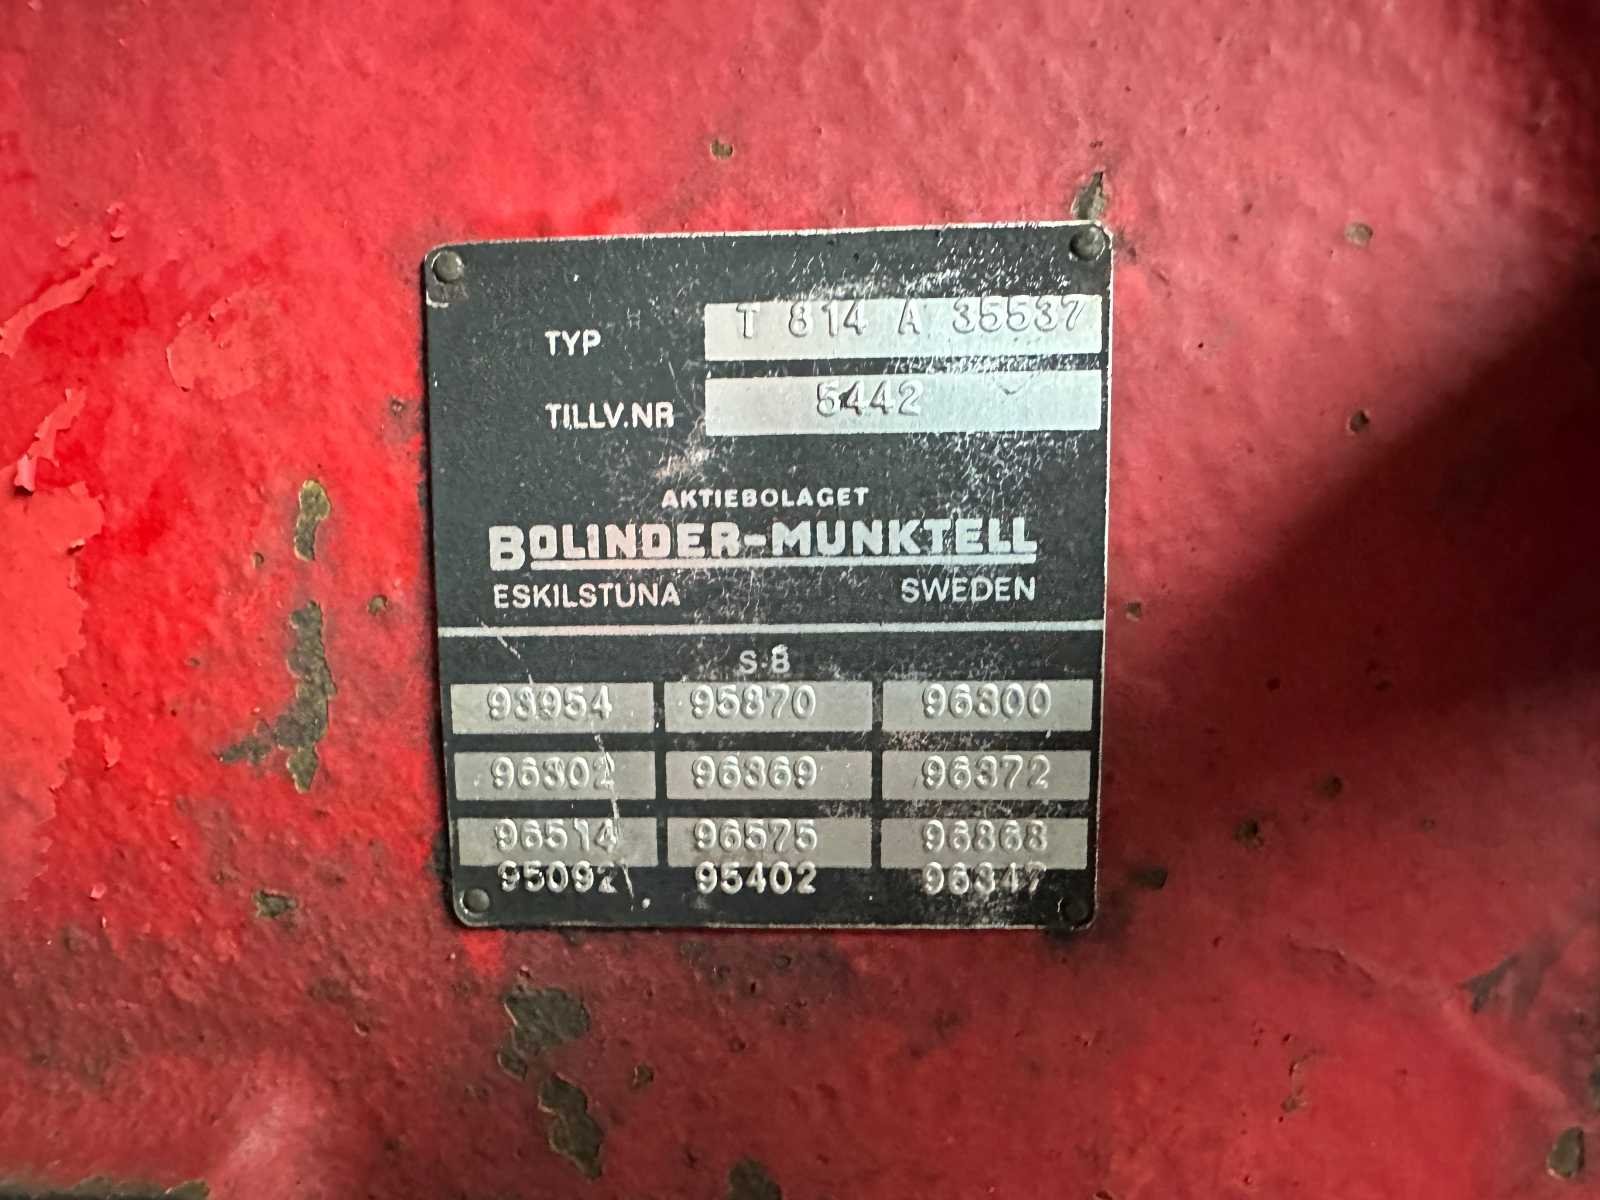 TYP T 814 A 35537
TILLV.NR 5442
AKTIEBOLAGET
BOLINDER-MUNKTELL
ESKILSTUNA SWEDEN
S-B
93954 95870 96300
96302 96369 96372
96514 96575 96868
95092 95402 96347